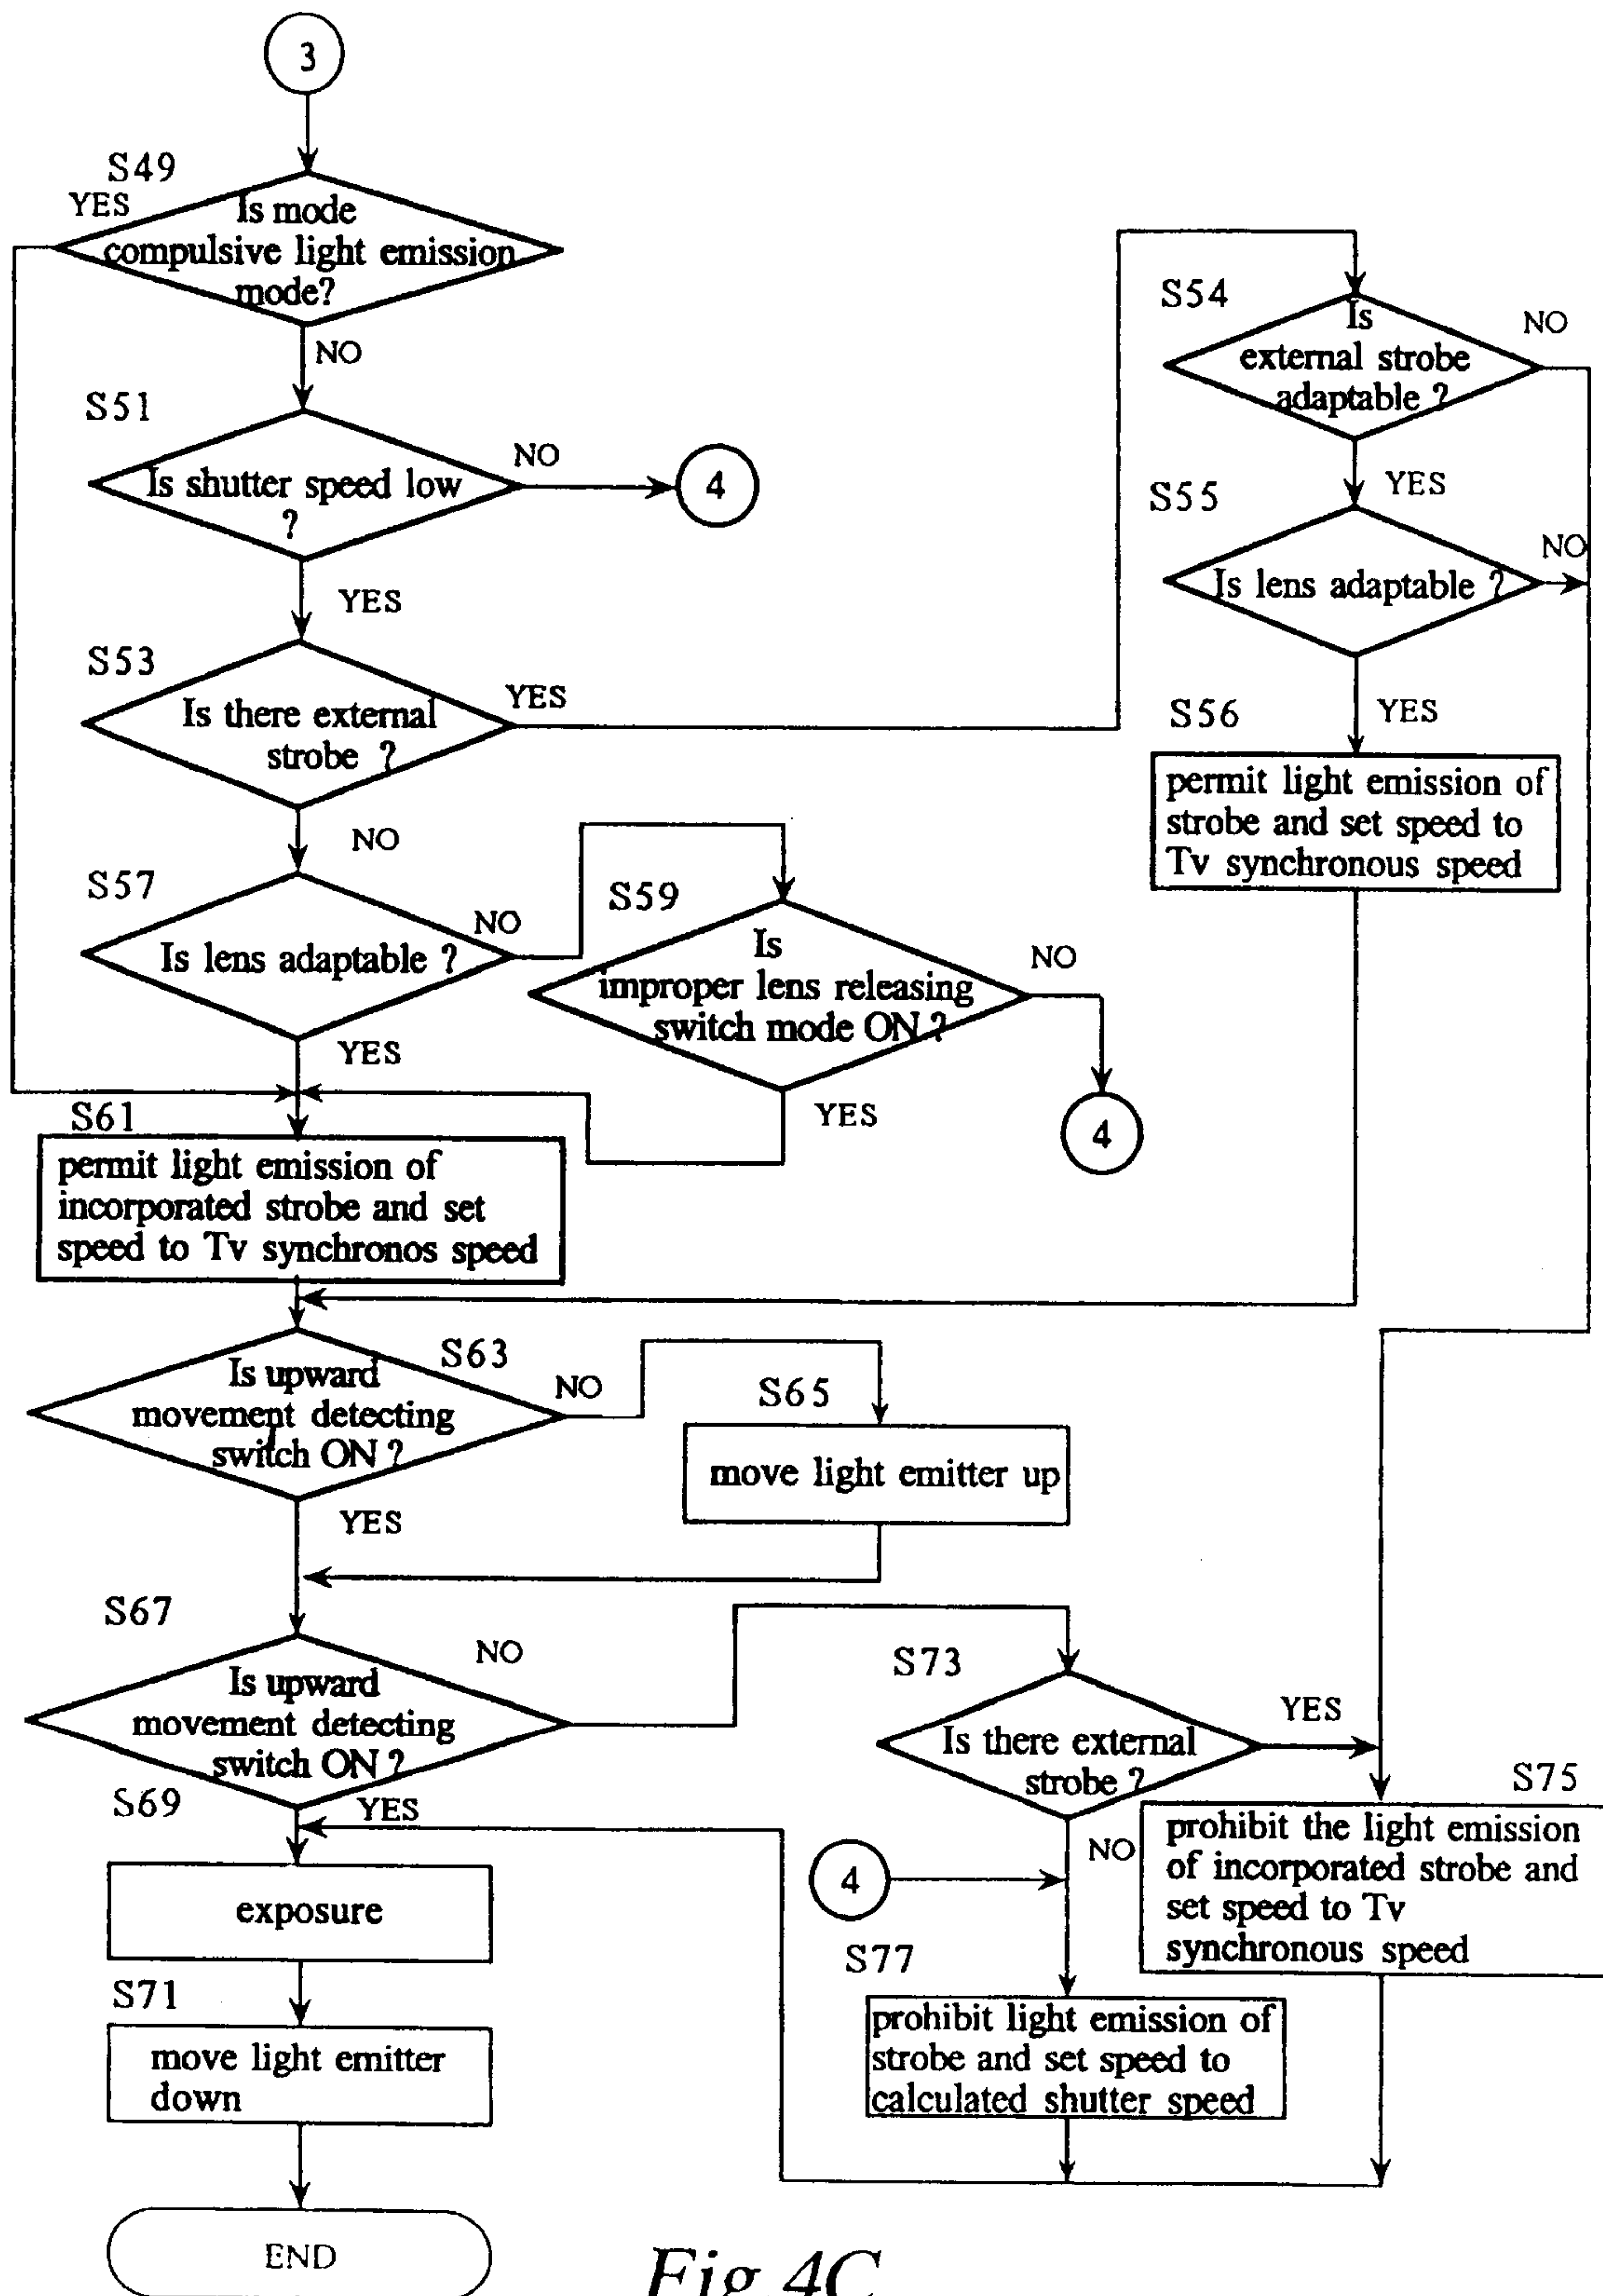 3
S49
YES
Is mode
compulsive light emission
mode?
NO
S51
Is shutter speed low
?
NO
4
YES
S53
Is there external
strobe ?
YES
NO
S54
Is
external strobe
adaptable ?
NO
YES
S55
Is lens adaptable ?
NO
YES
S56
permit light emission of
strobe and set speed to
Tv synchronous speed
S57
Is lens adaptable ?
NO
YES
S59
Is
improper lens releasing
switch mode ON ?
NO
4
YES
S61
permit light emission of
incorporated strobe and set
speed to Tv synchronos speed
S63
Is upward
movement detecting
switch ON ?
NO
YES
S65
move light emitter up
S67
Is upward
movement detecting
switch ON ?
NO
YES
S69
exposure
S71
move light emitter
down
END
S73
Is there external
strobe ?
YES
NO
4
S75
prohibit the light emission
of incorporated strobe and
set speed to Tv
synchronous speed
S77
prohibit light emission of
strobe and set speed to
calculated shutter speed
Fig. 4C